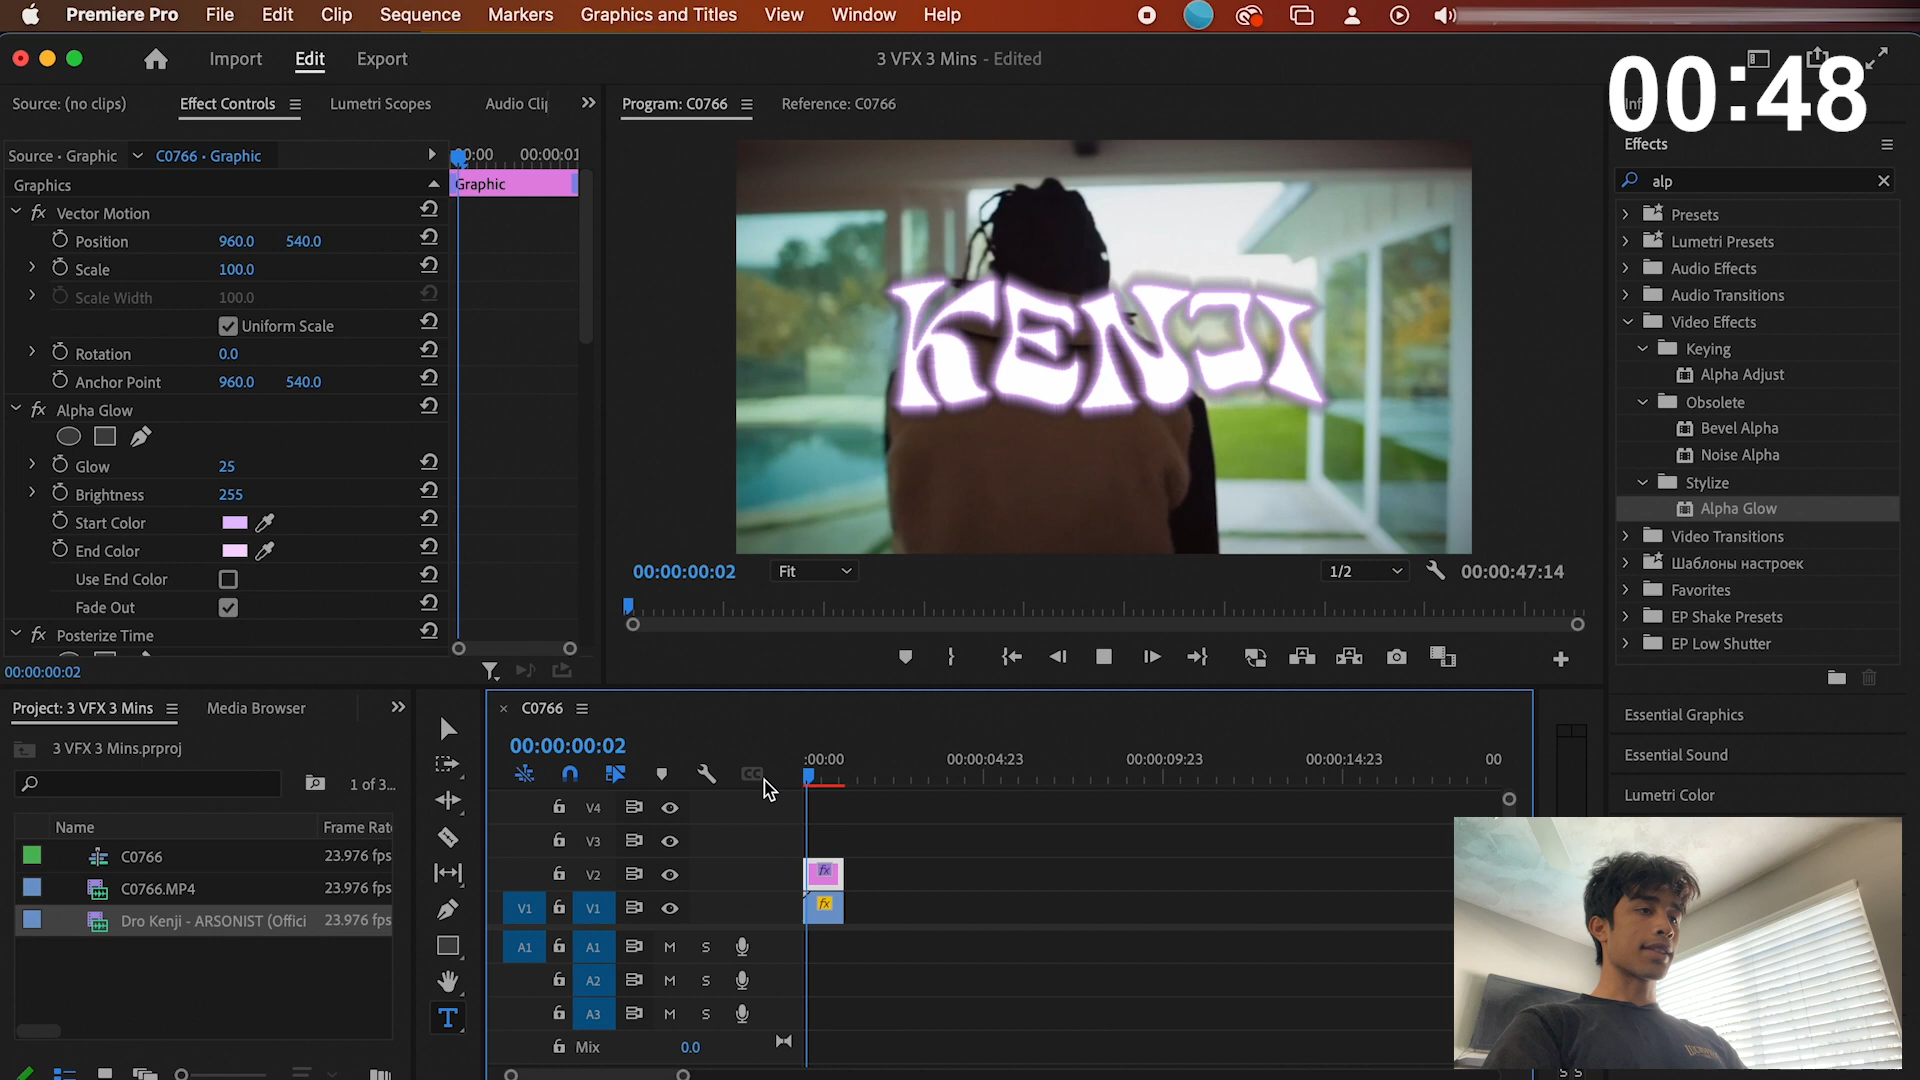 Premiere Pro File Edit Clip Sequence Markers Graphics and Titles View Window Help
Import Edit Export
3 VFX 3 Mins - Edited
00:48
Source: (no clips) Effect Controls Lumetri Scopes Audio Clip
Program: C0766 Reference: C0766
Source • Graphic C0766 • Graphic
:00:00 00:00:01
Graphics
Graphic
fx Vector Motion
Position 960.0 540.0
Scale 100.0
Scale Width 100.0
Uniform Scale
Rotation 0.0
Anchor Point 960.0 540.0
fx Alpha Glow
Glow 25
Brightness 255
Start Color
End Color
Use End Color
Fade Out
fx Posterize Time
00:00:00:02
KENJI
00:00:00:02 Fit 1/2 00:00:47:14
Effects
alp
Presets
Lumetri Presets
Audio Effects
Audio Transitions
Video Effects
Keying
Alpha Adjust
Obsolete
Bevel Alpha
Noise Alpha
Stylize
Alpha Glow
Video Transitions
Шаблоны настроек
Favorites
EP Shake Presets
EP Low Shutter
Essential Graphics
Essential Sound
Lumetri Color
Project: 3 VFX 3 Mins Media Browser
3 VFX 3 Mins.prproj
1 of 3...
Name Frame Rat
C0766 23.976 fps
C0766.MP4 23.976 fps
Dro Kenji - ARSONIST (Offici 23.976 fps
T
× C0766
00:00:00:02
CC
:00:00 00:00:04:23 00:00:09:23 00:00:14:23 00
V4
V3
V2 fx
V1 V1 fx
A1 A1 M S
A2 M S
A3 M S
Mix 0.0
S S